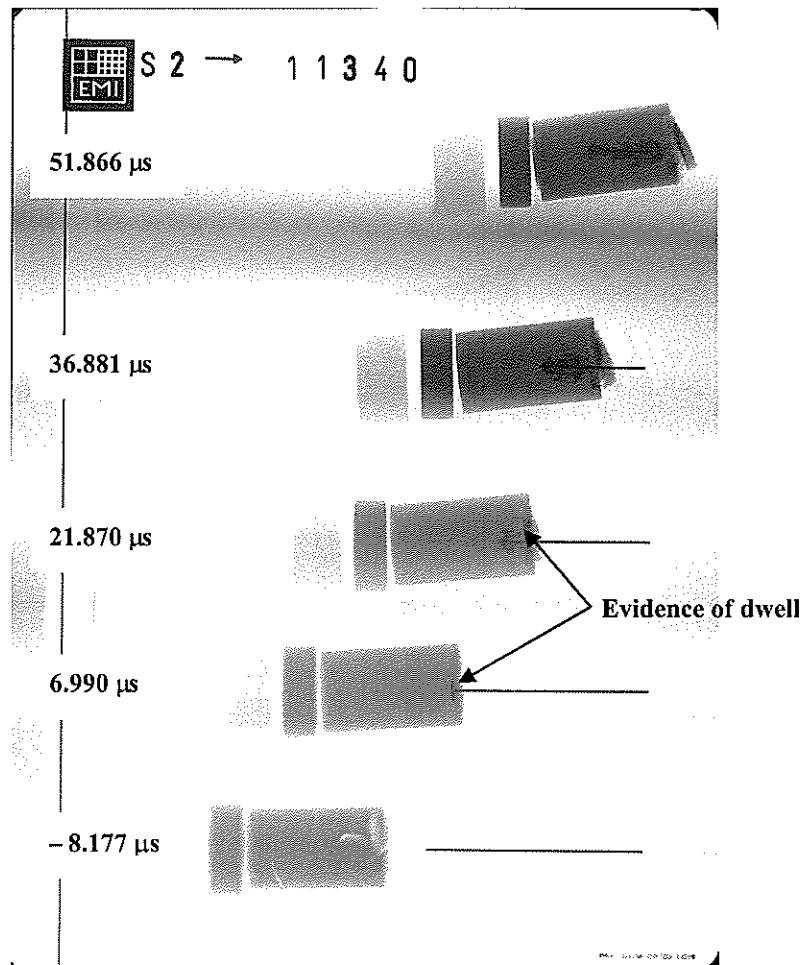 EMI S 2 → 1 1 3 4 0
51.866 μs
36.881 μs
21.870 μs
Evidence of dwell
6.990 μs
– 8.177 μs